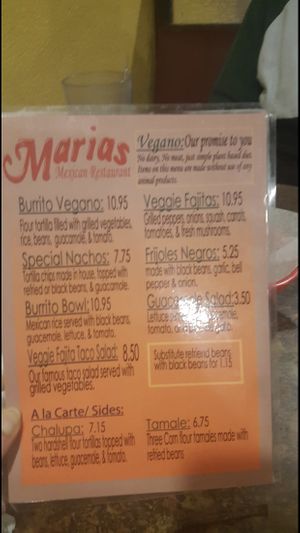 Marias
Mexican Restaurant
Vegano: Our promise to you
No dairy, No meat, just simple plant based diet.
Items on this menu are made without use of any
animal products.
Burrito Vegano: 10.95
Flour tortilla filled with grilled vegetables,
rice, beans, guacamole, & tomato.
Special Nachos: 7.75
Tortilla chips made in house, topped with
refried or black beans, & guacamole.
Burrito Bowl: 10.95
Mexican rice served with black beans,
guacamole, lettuce, & tomato.
Veggie Fajita Taco Salad: 8.50
Our famous taco salad served with
grilled vegetables.
Veggie Fajitas: 10.95
Grilled peppers, onions, squash, carrots,
tomatoes, & fresh mushrooms.
Frijoles Negros: 5.25
made with black beans, garlic, bell
pepper & onion.
Guacamole Salad: 3.50
Lettuce
tomato,
Substitute refried beans
with black beans for 1.15
A la Carte/ Sides:
Chalupa: 7.15
Two hardshell flour tortillas topped with
beans, lettuce, guacamole, & tomato.
Tamale: 6.75
Three Corn flour tamales made with
refried beans